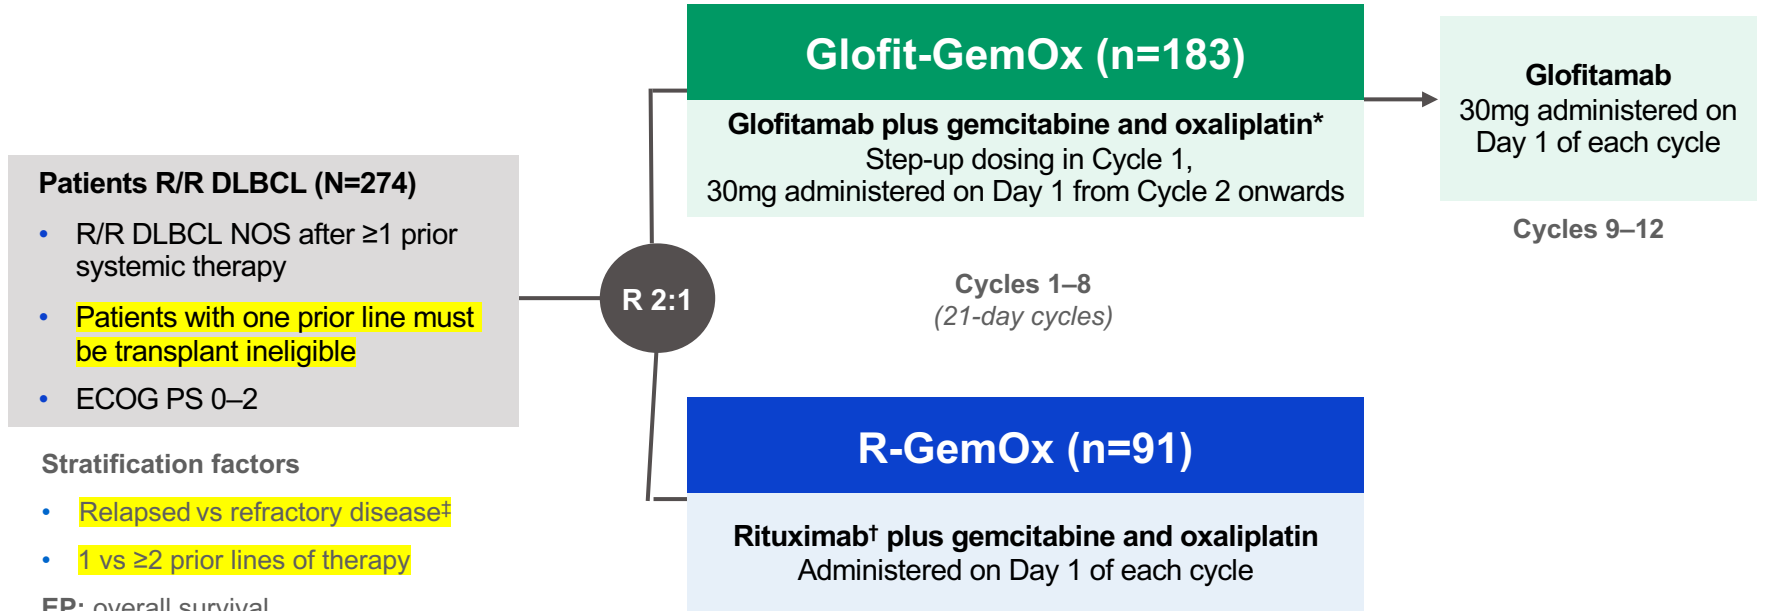 Patients R/R DLBCL (N=274)
• R/R DLBCL NOS after ≥1 prior
systemic therapy
• Patients with one prior line must
be transplant ineligible
• ECOG PS 0–2
Stratification factors
• Relapsed vs refractory disease‡
• 1 vs ≥2 prior lines of therapy
EP: overall survival
R 2:1
Glofit-GemOx (n=183)
Glofitamab plus gemcitabine and oxaliplatin*
Step-up dosing in Cycle 1,
30mg administered on Day 1 from Cycle 2 onwards
Cycles 1–8
(21-day cycles)
R-GemOx (n=91)
Rituximab† plus gemcitabine and oxaliplatin
Administered on Day 1 of each cycle
Glofitamab
30mg administered on
Day 1 of each cycle
Cycles 9–12